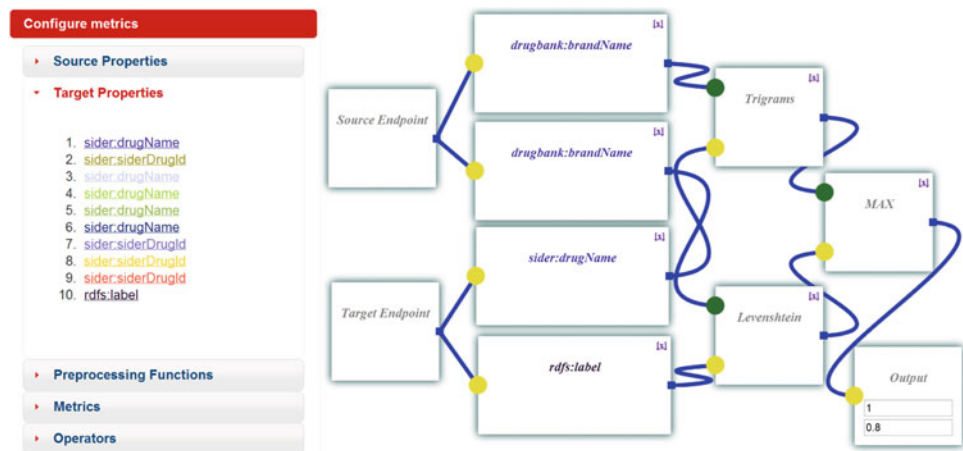 Configure metrics
Source Properties
Target Properties
1. sider:drugName
2. sider:siderDrugId
3. sider:drugName
4. sider:drugName
5. sider:drugName
6. sider:drugName
7. sider:siderDrugId
8. sider:siderDrugId
9. sider:siderDrugId
10. rdfs:label
Preprocessing Functions
Metrics
Operators
Source Endpoint
Target Endpoint
[x]
drugbank:brandName
drugbank:brandName
[x]
sider:drugName
[x]
rdfs:label
[x]
Trigrams
[x]
Levenshtein
[x]
MAX
Output
1
0.8